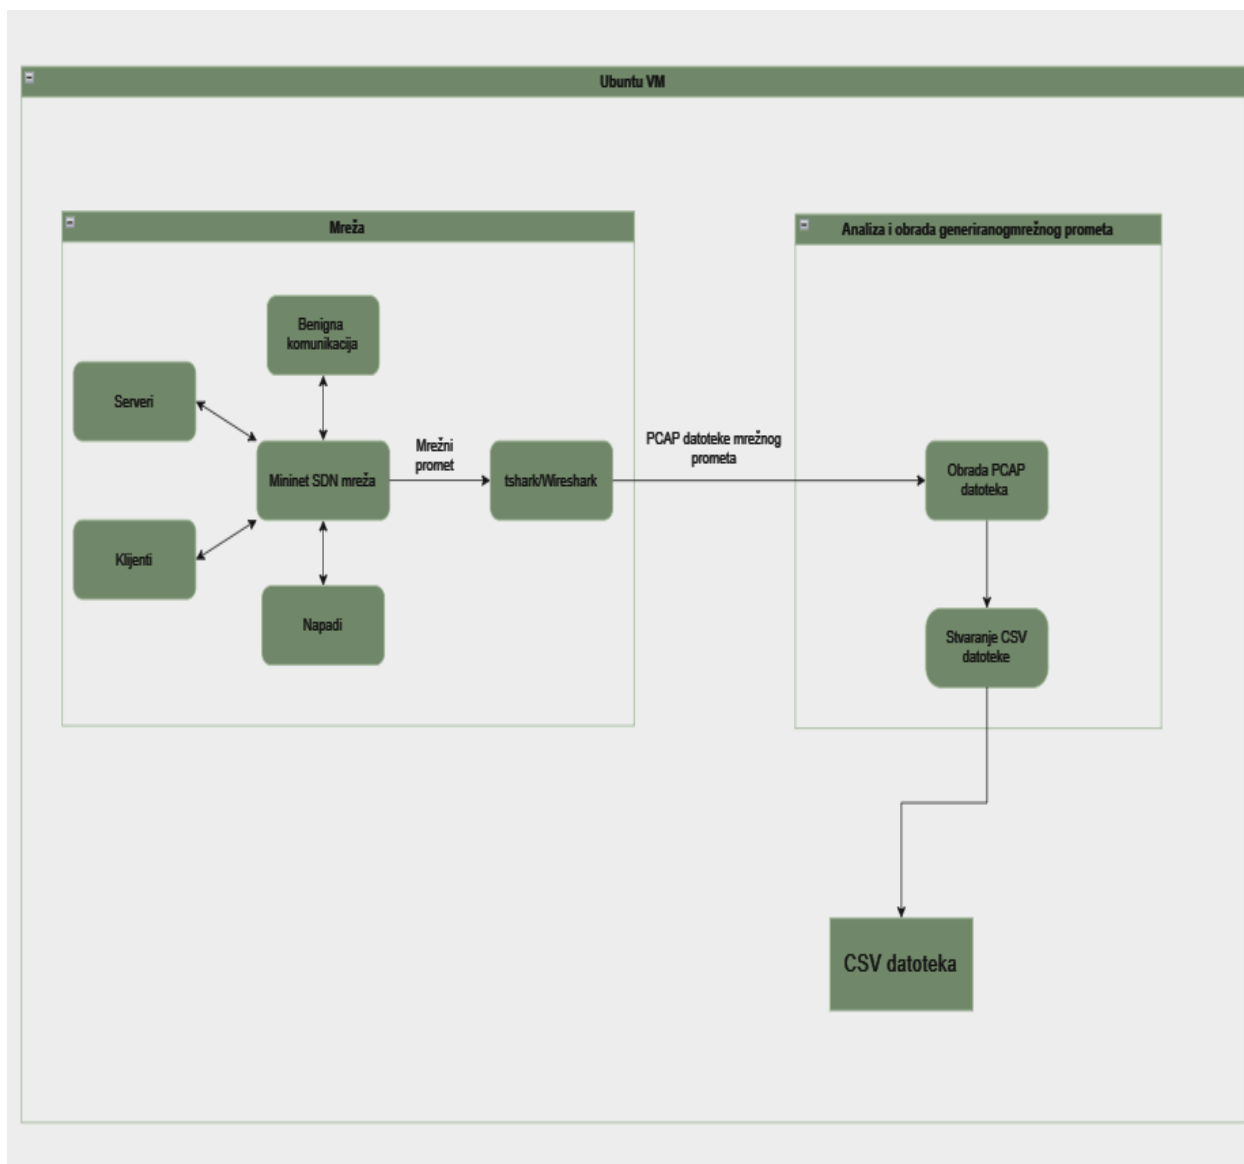 Ubuntu VM
Mreža
Analiza i obrada generiranogmrežnog prometa
Benigna
komunikacija
Serveri
Mininet SDN mreža
Mrežni
promet
tshark/Wireshark
PCAP datoteke mrežnog
prometa
Obrada PCAP
datoteka
Klijenti
Napadi
Stvaranje CSV
datoteke
CSV datoteka